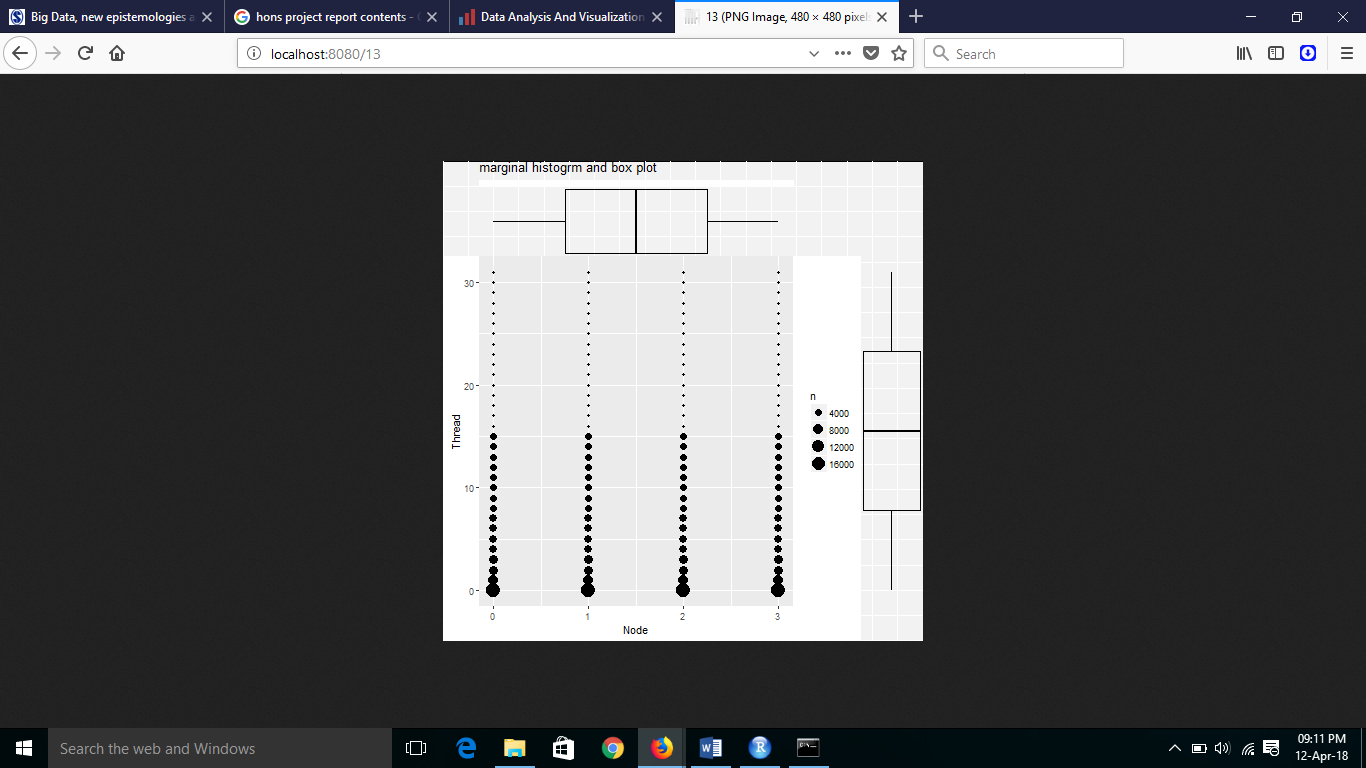 Big Data, new epistemologies a
hons project report contents - G
Data Analysis And Visualization
13 (PNG Image, 480 × 480 pixels
localhost:8080/13
Search
marginal histogrm and box plot
30
20
10
0
Thread
0 1 2 3
Node
n
4000
8000
12000
16000
Search the web and Windows
09:11 PM
12-Apr-18